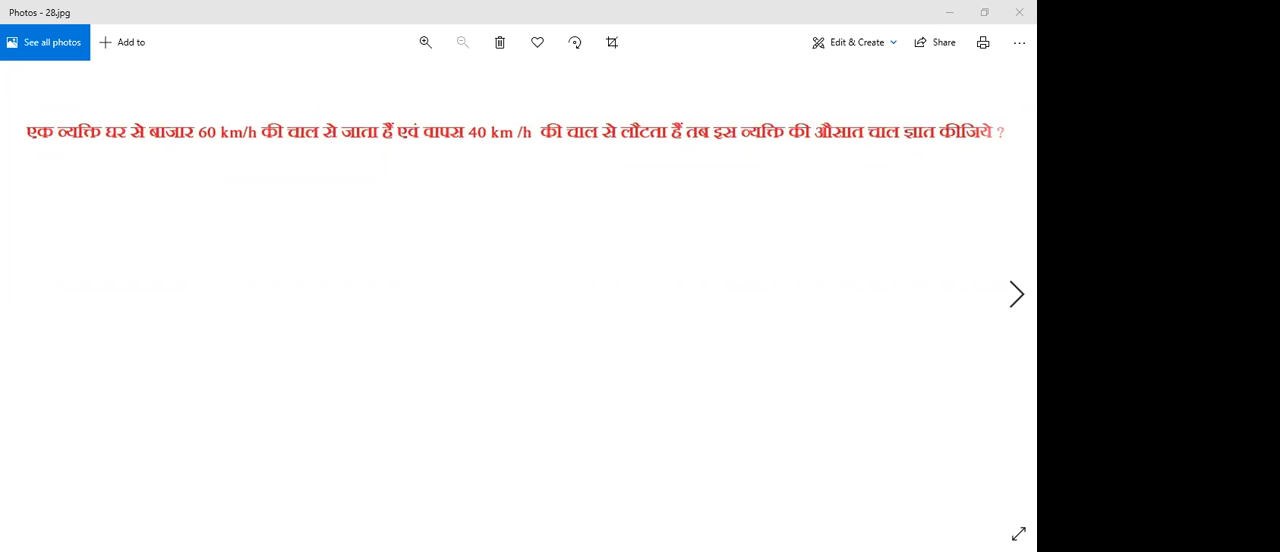 Photos - 28.jpg
See all photos
Add to
Edit & Create
Share
एक व्यक्ति घर से बाजार 60 km/h की चाल से जाता हैं एवं वापस 40 km /h की चाल से लौटता हैं तब इस व्यक्ति की औसात चाल ज्ञात कीजिये ?